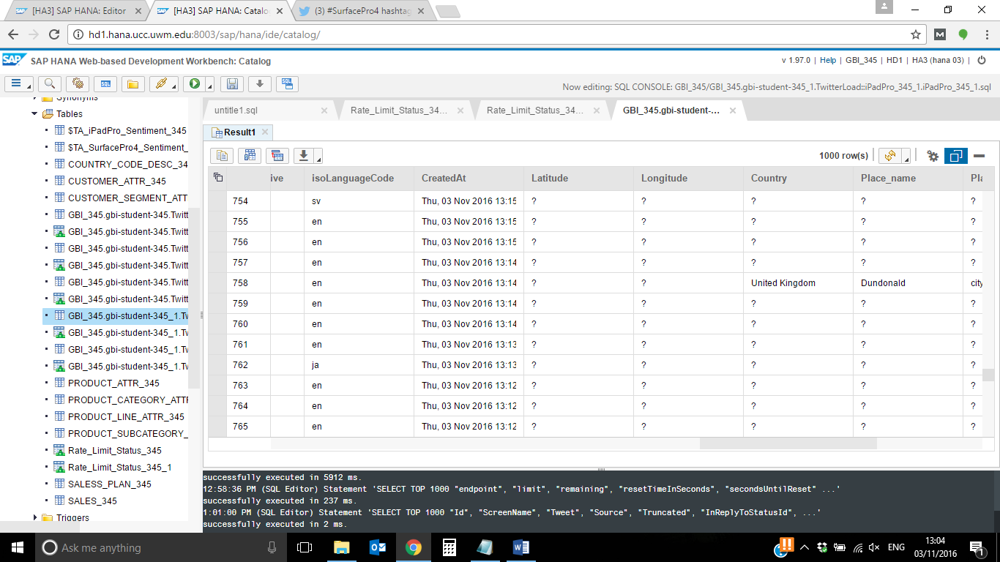 [HA3] SAP HANA: Editor
[HA3] SAP HANA: Catalo
(3) #SurfacePro4 hashtag
hd1.hana.ucc.uwm.edu:8003/sap/hana/ide/catalog/
SAP SAP HANA Web-based Development Workbench: Catalog
v 1.97.0 | Help | GBI_345 | HD1 | HA3 (hana 03) |
Now editing: SQL CONSOLE: GBI_345/GBI_345.gbi-student-345_1.TwitterLoad::iPadPro_345_1.iPadPro_345_1.sql
Synonyms
Tables
$TA_iPadPro_Sentiment_345
$TA_SurfacePro4_Sentiment_
COUNTRY_CODE_DESC_34
CUSTOMER_ATTR_345
CUSTOMER_SEGMENT_ATT
GBI_345.gbi-student-345.Twitt
GBI_345.gbi-student-345.Twitt
GBI_345.gbi-student-345.Twitt
GBI_345.gbi-student-345.Twitt
GBI_345.gbi-student-345.Twitt
GBI_345.gbi-student-345.Twitt
GBI_345.gbi-student-345_1.Tw
GBI_345.gbi-student-345_1.Tw
GBI_345.gbi-student-345_1.Tw
GBI_345.gbi-student-345_1.Tw
PRODUCT_ATTR_345
PRODUCT_CATEGORY_ATTR
PRODUCT_LINE_ATTR_345
PRODUCT_SUBCATEGORY_
Rate_Limit_Status_345
Rate_Limit_Status_345_1
SALESS_PLAN_345
SALES_345
Triggers
untitle1.sql
Rate_Limit_Status_34...
Rate_Limit_Status_34...
GBI_345.gbi-student-...
Result1
1000 row(s)
ive isoLanguageCode CreatedAt Latitude Longitude Country Place_name Pla
754 sv Thu, 03 Nov 2016 13:15 ? ? ? ? ?
755 en Thu, 03 Nov 2016 13:15 ? ? ? ? ?
756 en Thu, 03 Nov 2016 13:15 ? ? ? ? ?
757 en Thu, 03 Nov 2016 13:14 ? ? ? ? ?
758 en Thu, 03 Nov 2016 13:14 ? ? United Kingdom Dundonald city
759 en Thu, 03 Nov 2016 13:14 ? ? ? ? ?
760 en Thu, 03 Nov 2016 13:14 ? ? ? ? ?
761 en Thu, 03 Nov 2016 13:13 ? ? ? ? ?
762 ja Thu, 03 Nov 2016 13:13 ? ? ? ? ?
763 en Thu, 03 Nov 2016 13:12 ? ? ? ? ?
764 en Thu, 03 Nov 2016 13:12 ? ? ? ? ?
765 en Thu, 03 Nov 2016 13:12 ? ? ? ? ?
successfully executed in 5912 ms.
12:58:36 PM (SQL Editor) Statement 'SELECT TOP 1000 "endpoint", "limit", "remaining", "resetTimeInSeconds", "secondsUntilReset" ...'
successfully executed in 237 ms.
1:01:00 PM (SQL Editor) Statement 'SELECT TOP 1000 "Id", "ScreenName", "Tweet", "Source", "Truncated", "InReplyToStatusId", ...'
successfully executed in 2 ms.
Ask me anything
ENG
13:04
03/11/2016
1